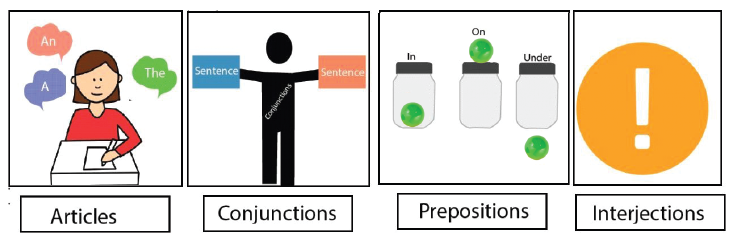 An
A
The
Sentence
Conjunctions
Sentence
In
On
Under
!
Articles
Conjunctions
Prepositions
Interjections